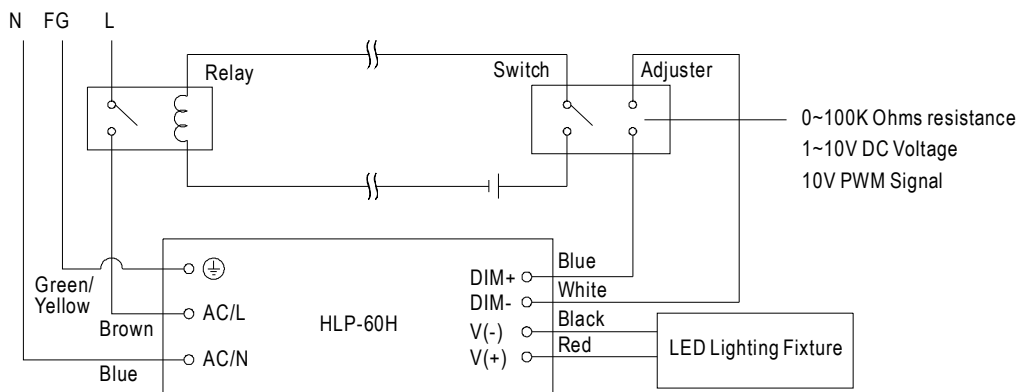 N FG L
Relay
Switch
Adjuster
0~100K Ohms resistance
1~10V DC Voltage
10V PWM Signal
Green/
Yellow
Brown
Blue
AC/L
AC/N
HLP-60H
DIM+
DIM-
V(-)
V(+)
Blue
White
Black
Red
LED Lighting Fixture